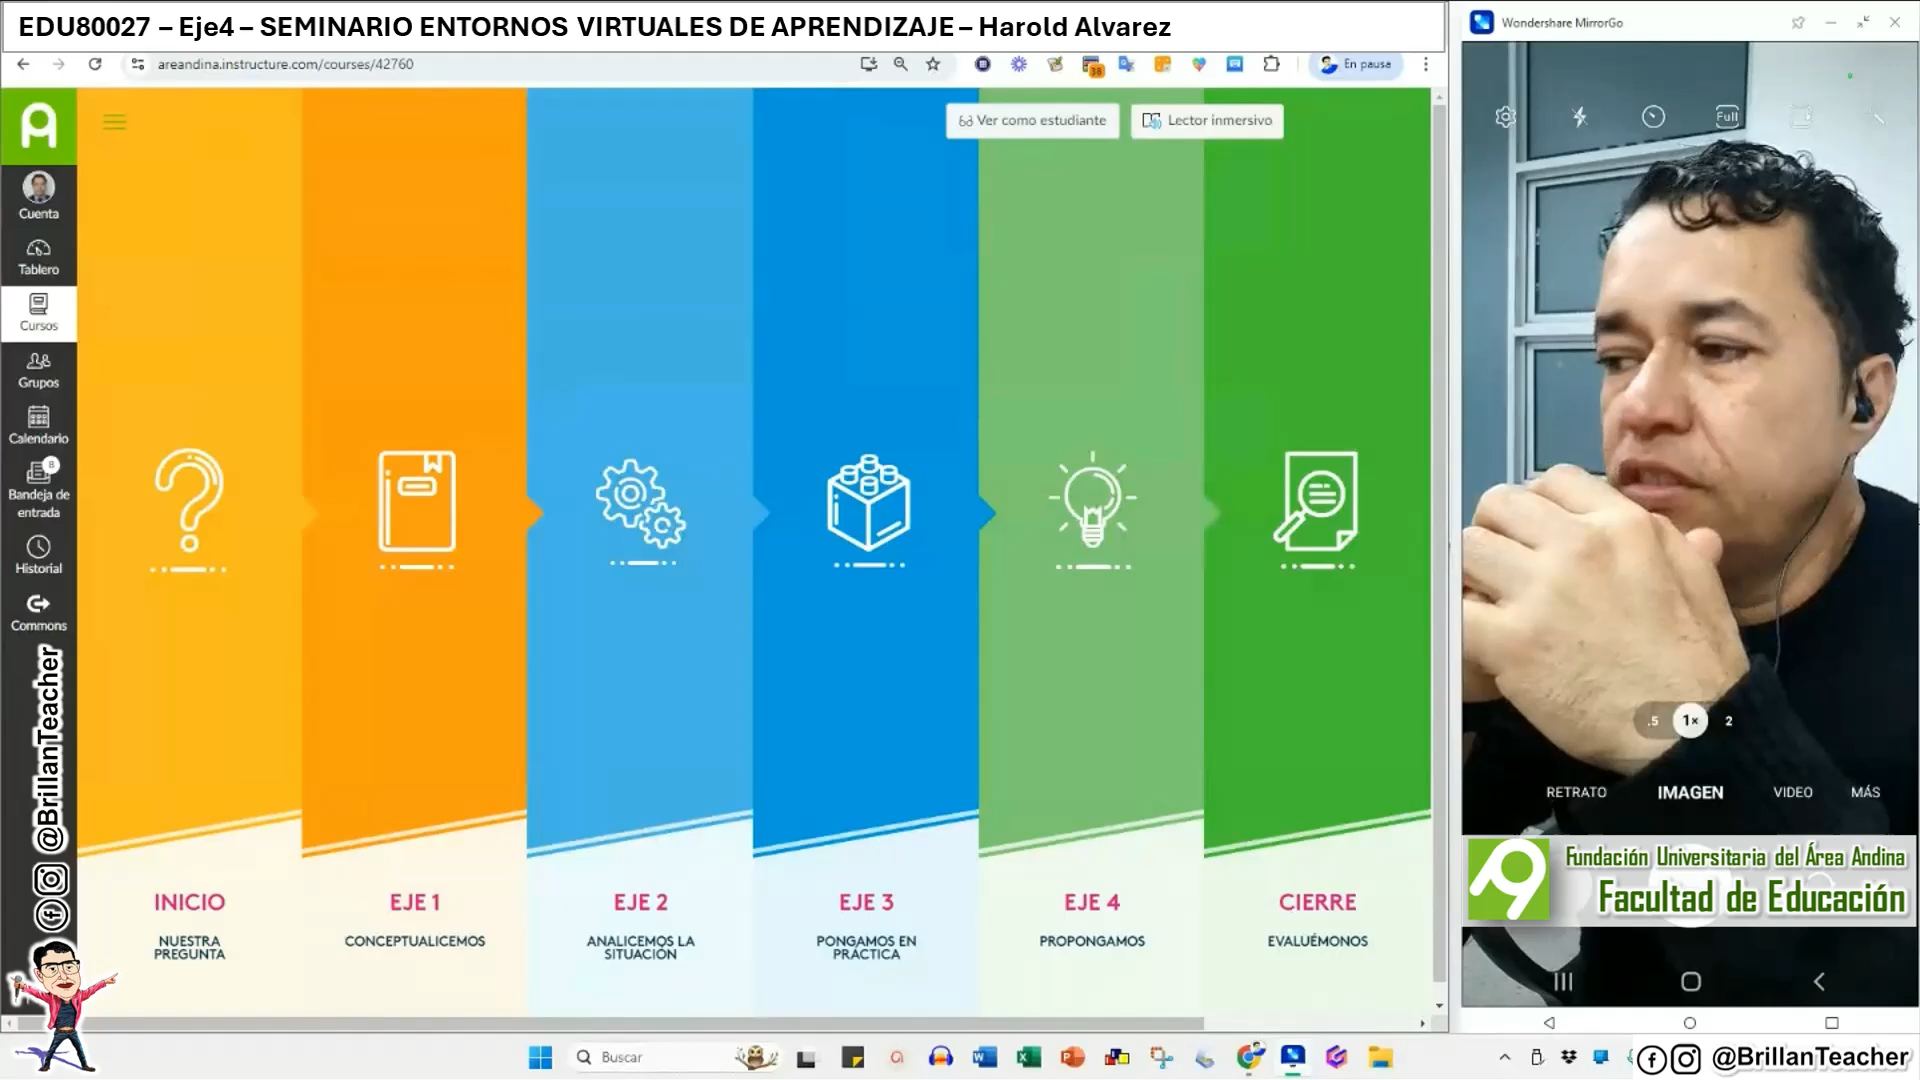 EDU80027 – Eje4 – SEMINARIO ENTORNOS VIRTUALES DE APRENDIZAJE – Harold Alvarez
Wondershare MirrorGo
areandina.instructure.com/courses/42760
38
En pausa
Ver como estudiante
Lector inmersivo
Full
Cuenta
Tablero
Cursos
Grupos
Calendario
8
Bandeja de
entrada
Historial
Commons
@BrillanTeacher
INICIO
NUESTRA
PREGUNTA
EJE 1
CONCEPTUALICEMOS
EJE 2
ANALICEMOS LA
SITUACIÓN
EJE 3
PONGAMOS EN
PRÁCTICA
EJE 4
PROPONGAMOS
CIERRE
EVALUÉMONOS
.5 1× 2
RETRATO IMAGEN VIDEO MÁS
Fundación Universitaria del Área Andina
Facultad de Educación
Buscar
@BrillanTeacher